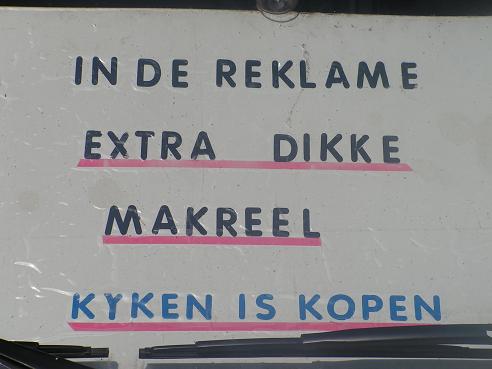 IN DE REKLAME
EXTRA DIKKE
MAKREEL
KYKEN IS KOPEN